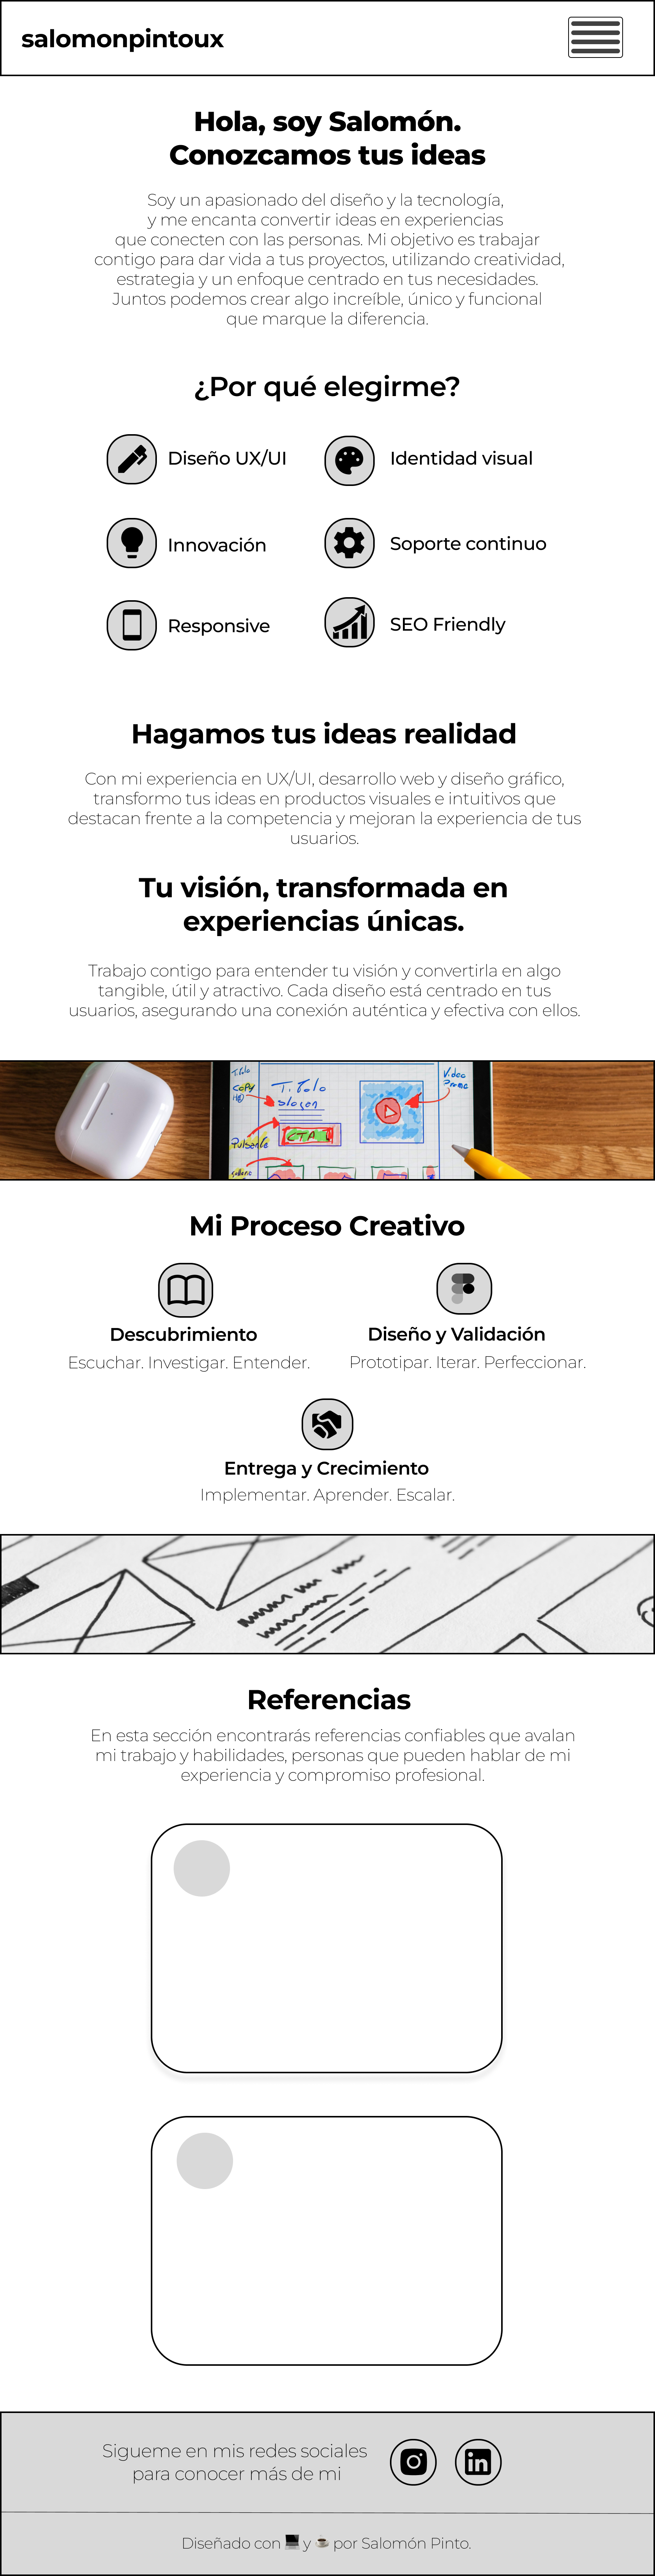 salomonpintoux
Hola, soy Salomón.
Conozcamos tus ideas
Soy un apasionado del diseño y la tecnología,
y me encanta convertir ideas en experiencias
que conecten con las personas. Mi objetivo es trabajar
contigo para dar vida a tus proyectos, utilizando creatividad,
estrategia y un enfoque centrado en tus necesidades.
Juntos podemos crear algo increíble, único y funcional
que marque la diferencia.
¿Por qué elegirme?
Diseño UX/UI
Identidad visual
Innovación
Soporte continuo
Responsive
SEO Friendly
Hagamos tus ideas realidad
Con mi experiencia en UX/UI, desarrollo web y diseño gráfico,
transformo tus ideas en productos visuales e intuitivos que
destacan frente a la competencia y mejoran la experiencia de tus
usuarios.
Tu visión, transformada en
experiencias únicas.
Trabajo contigo para entender tu visión y convertirla en algo
tangible, útil y atractivo. Cada diseño está centrado en tus
usuarios, asegurando una conexión auténtica y efectiva con ellos.
Titulo
Copy
Titulo
slogan
Video
CTA
Mi Proceso Creativo
Descubrimiento
Escuchar. Investigar. Entender.
Diseño y Validación
Prototipar. Iterar. Perfeccionar.
Entrega y Crecimiento
Implementar. Aprender. Escalar.
Referencias
En esta sección encontrarás referencias confiables que avalan
mi trabajo y habilidades, personas que pueden hablar de mi
experiencia y compromiso profesional.
Sigueme en mis redes sociales
para conocer más de mi
in
Diseñado con 💻 y ☕ por Salomón Pinto.